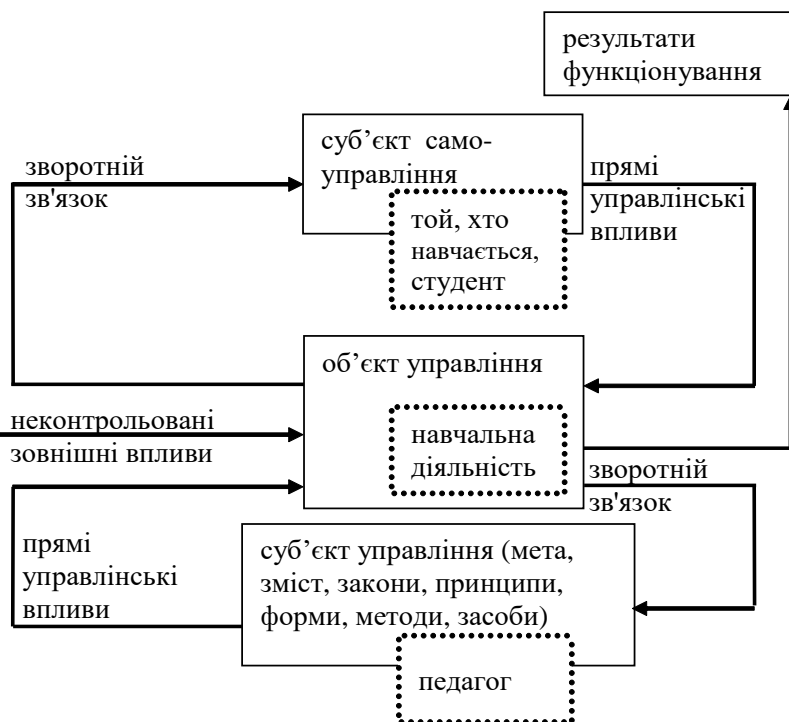 результати
функціонування
суб’єкт само-
управління
зворотній
зв'язок
прямі
управлінські
впливи
той, хто
навчається,
студент
об’єкт управління
неконтрольовані
зовнішні впливи
навчальна
діяльність
зворотній
зв'язок
прямі
управлінські
впливи
суб’єкт управління (мета,
зміст, закони, принципи,
форми, методи, засоби)
педагог